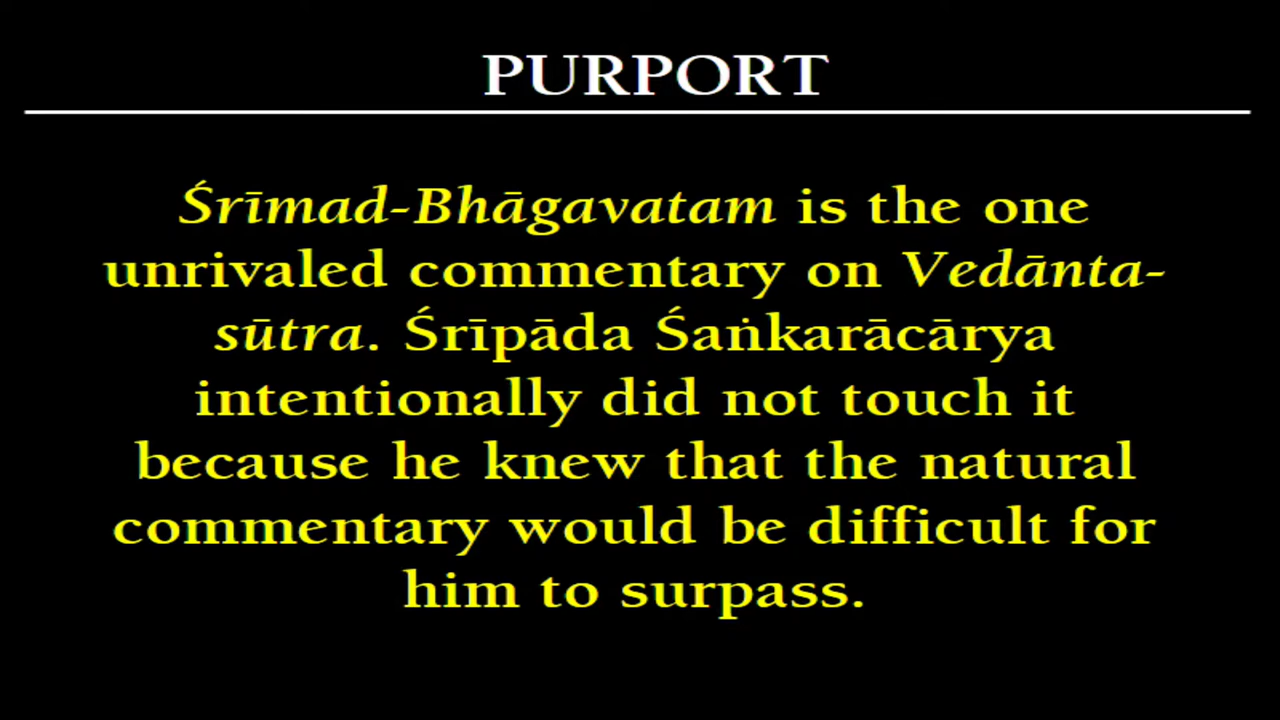 PURPORT
Śrīmad-Bhāgavatam is the one
unrivaled commentary on Vedānta-
sūtra. Śrīpāda Śaṅkarācārya
intentionally did not touch it
because he knew that the natural
commentary would be difficult for
him to surpass.